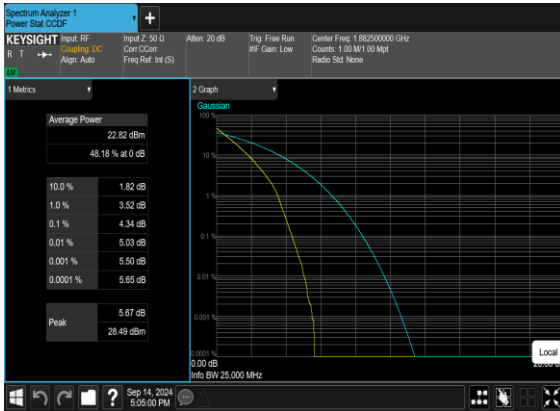 Spectrum Analyzer 1
Power Stat CCDF
+
KEYSIGHT
R T
LV
Input: RF
Coupling: DC
Align: Auto
Input Z: 50 Ω
Corr CCorr
Freq Ref: Int (S)
Atten: 20 dB
Trig: Free Run
#IF Gain: Low
Center Freq: 1.882500000 GHz
Counts: 1.00 M/1.00 Mpt
Radio Std: None
1 Metrics
Average Power
22.82 dBm
48.18 % at 0 dB
10.0 % 1.82 dB
1.0 % 3.52 dB
0.1 % 4.34 dB
0.01 % 5.03 dB
0.001 % 5.50 dB
0.0001 % 5.65 dB
Peak
5.67 dB
28.49 dBm
2 Graph
Gaussian
100 %
10 %
1 %
0.1 %
0.01 %
0.001 %
0.0001 %
0.00 dB
Info BW 25.000 MHz
Local
?
Sep 14, 2024
5:05:00 PM